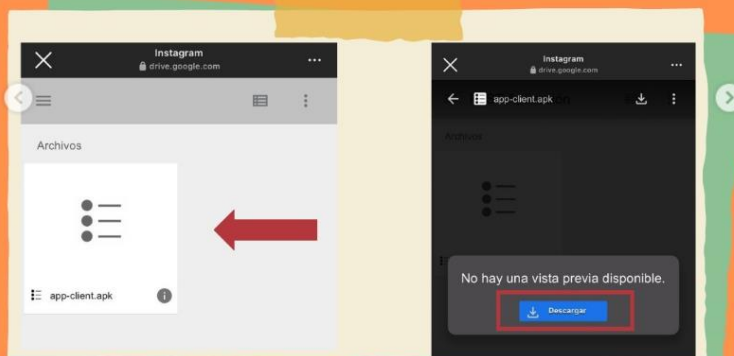 Instagram
drive.google.com
Archivos
app-client.apk
Instagram
drive.google.com
app-client.apk
Archivos
No hay una vista previa disponible.
Descargar